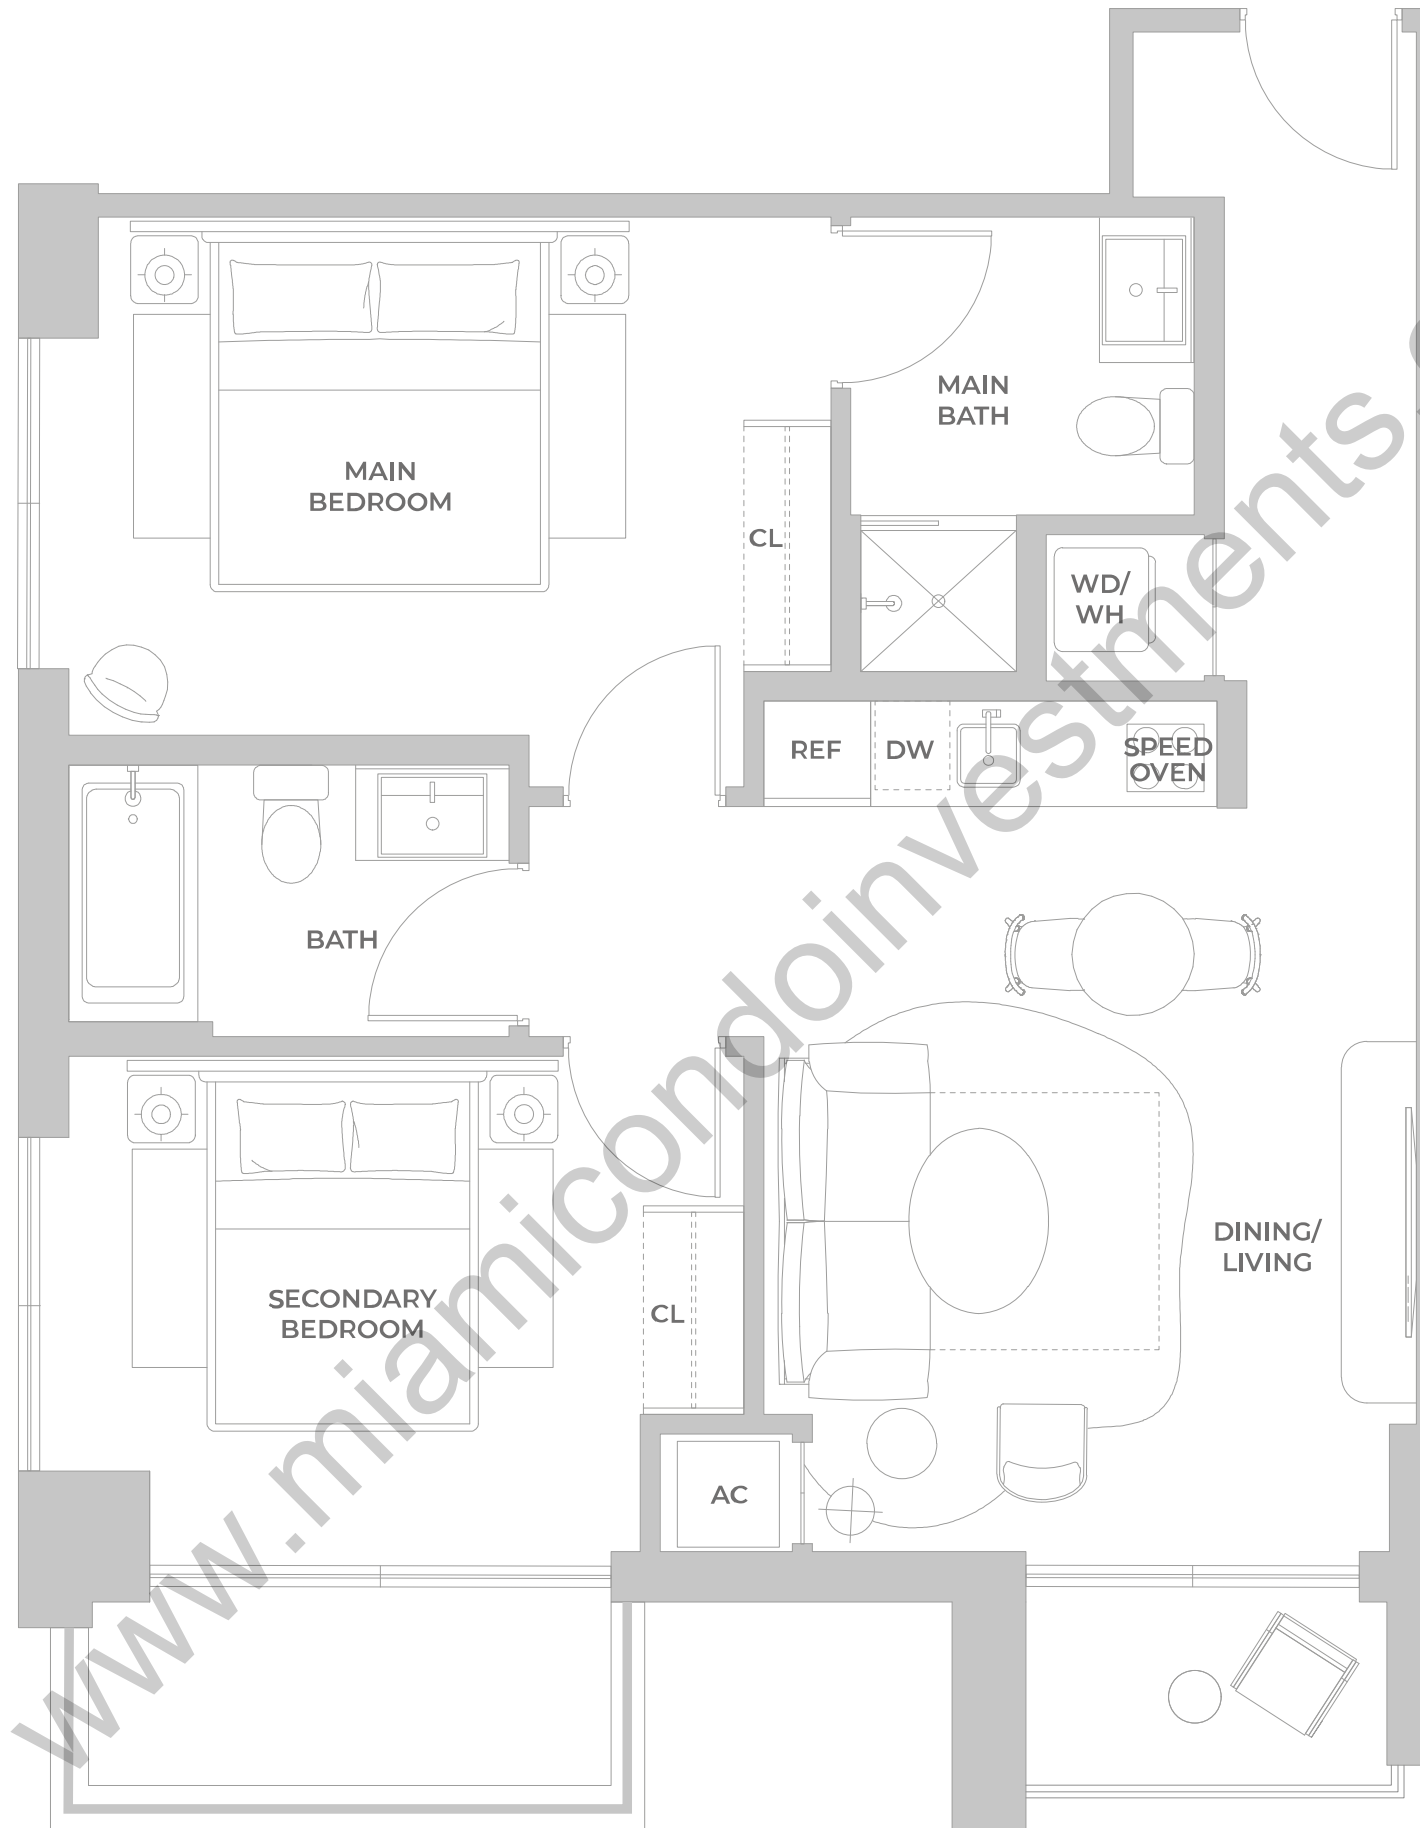 MAIN
BATH
MAIN
BEDROOM
CL
WD/
WH
REF
DW
SPEED
OVEN
BATH
DINING/
LIVING
SECONDARY
BEDROOM
CL
AC
www.miamicondoinvestments.